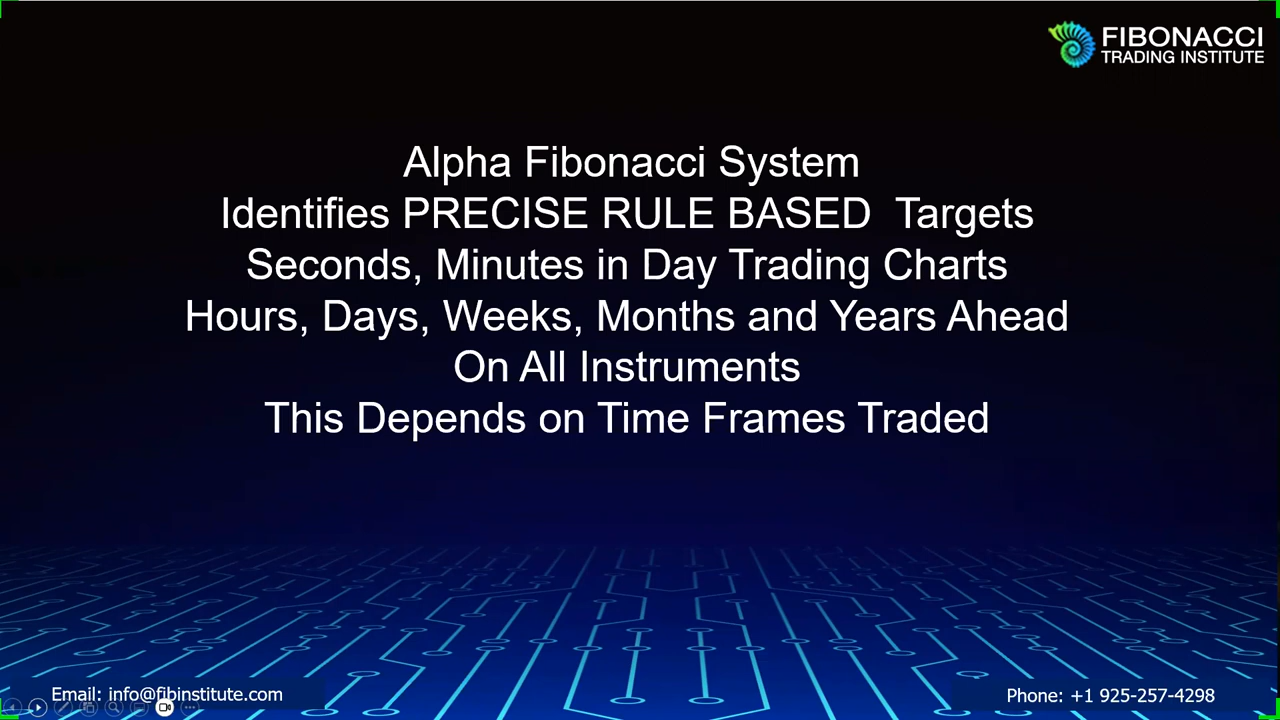 FIBONACCI
TRADING INSTITUTE
Alpha Fibonacci System
Identifies PRECISE RULE BASED  Targets
Seconds, Minutes in Day Trading Charts
Hours, Days, Weeks, Months and Years Ahead
On All Instruments
This Depends on Time Frames Traded
Email: info@fibinstitute.com
Phone: +1 925-257-4298